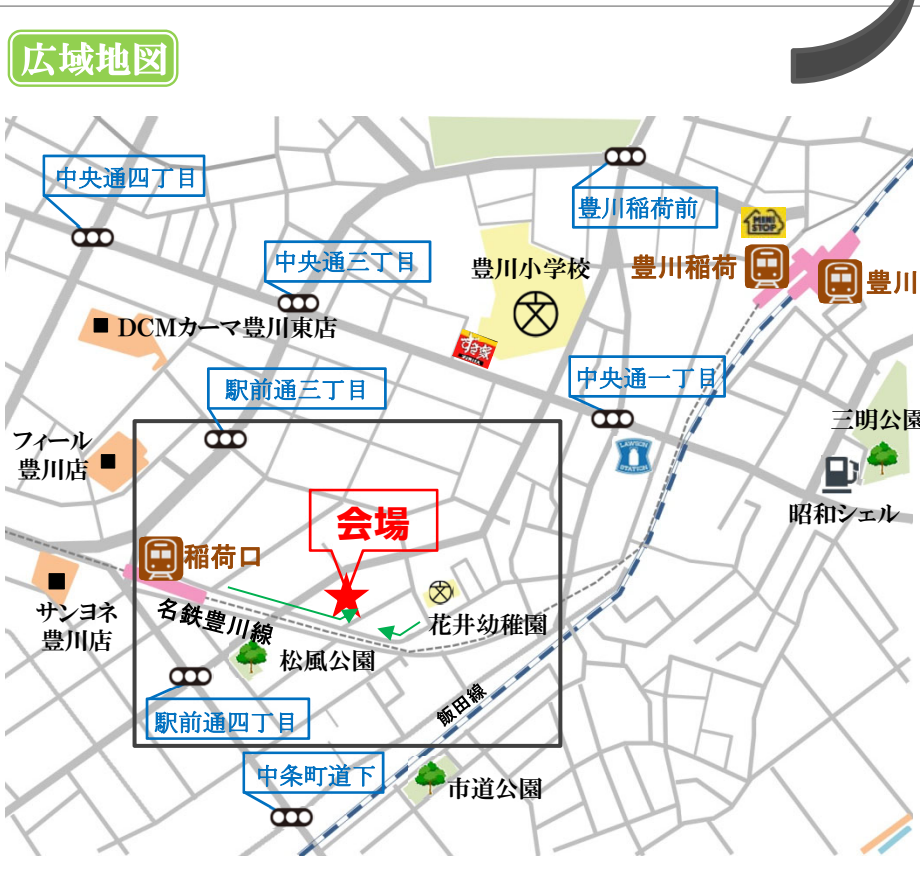 広域地図
中央通四丁目
豊川稲荷前
MINI
STOP
中央通三丁目
豊川小学校
豊川稲荷
豊川
DCMカーマ豊川東店
すき家
駅前通三丁目
中央通一丁目
三明公園
フィール
豊川店
LAWSON
STATION
昭和シェル
会場
稲荷口
サンヨネ
豊川店
名鉄豊川線
花井幼稚園
松風公園
駅前通四丁目
飯田線
中条町道下
市道公園